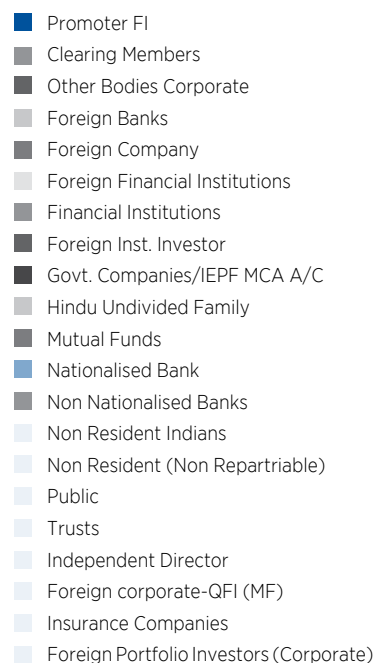 Promoter FI
Clearing Members
Other Bodies Corporate
Foreign Banks
Foreign Company
Foreign Financial Institutions
Financial Institutions
Foreign Inst. Investor
Govt. Companies/IEPF MCA A/C
Hindu Undivided Family
Mutual Funds
Nationalised Bank
Non Nationalised Banks
Non Resident Indians
Non Resident (Non Repartriable)
Public
Trusts
Independent Director
Foreign corporate-QFI (MF)
Insurance Companies
Foreign Portfolio Investors (Corporate)